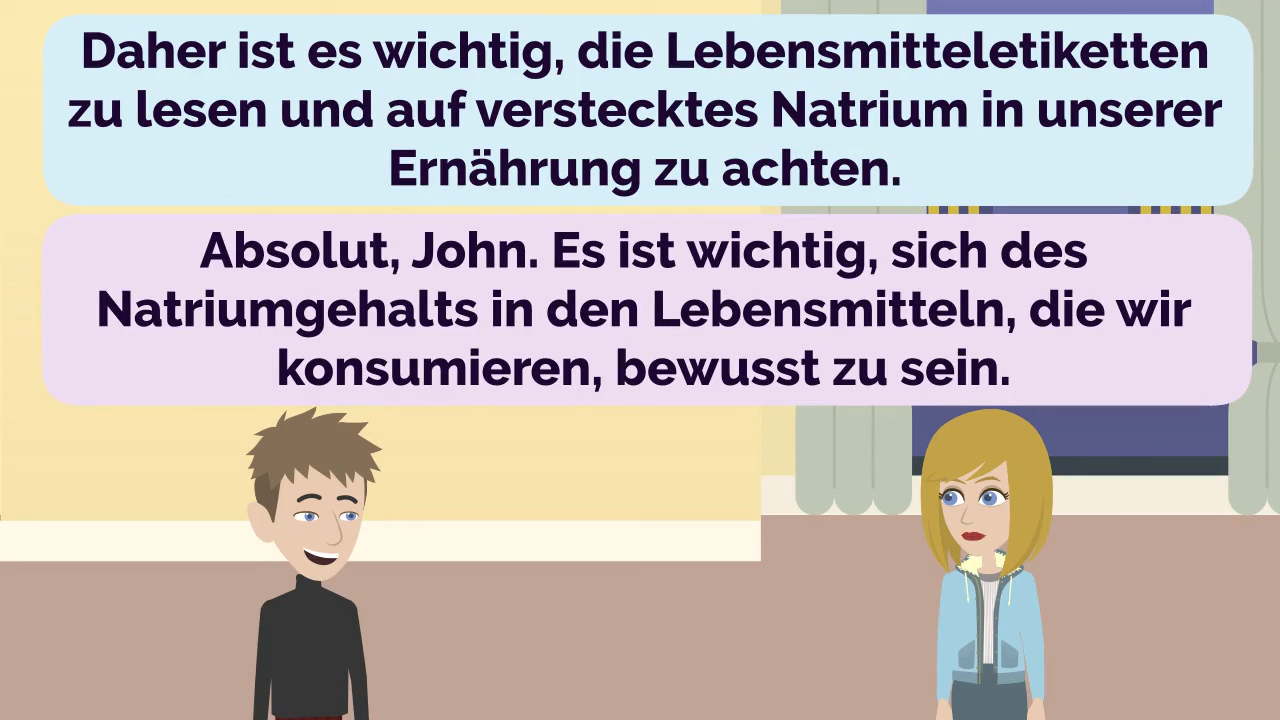 Daher ist es wichtig, die Lebensmitteletiketten
zu lesen und auf verstecktes Natrium in unserer
Ernährung zu achten.
Absolut, John. Es ist wichtig, sich des
Natriumgehalts in den Lebensmitteln, die wir
konsumieren, bewusst zu sein.